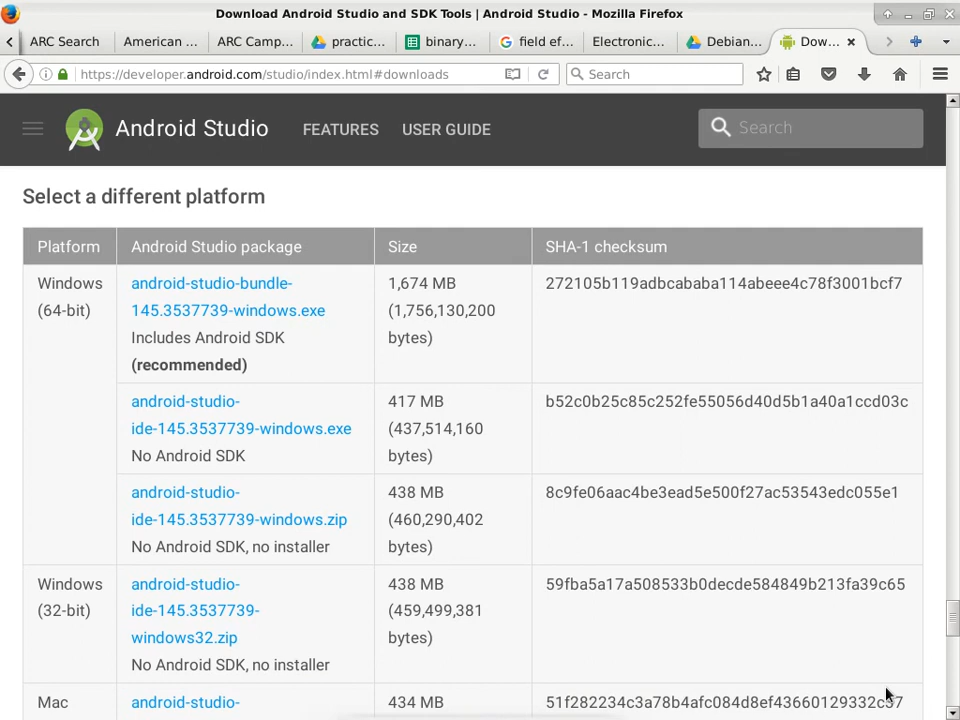 Download Android Studio and SDK Tools | Android Studio - Mozilla Firefox
ARC Search American ... ARC Camp... practic... binary... field ef... Electronic... Debian... Dow...
https://developer.android.com/studio/index.html#downloads Search
Android Studio FEATURES USER GUIDE Search
Select a different platform
Platform Android Studio package Size SHA-1 checksum
Windows android-studio-bundle- 1,674 MB 272105b119adbcababa114abeee4c78f3001bcf7
(64-bit) 145.3537739-windows.exe (1,756,130,200
Includes Android SDK bytes)
(recommended)
android-studio- 417 MB b52c0b25c85c252fe55056d40d5b1a40a1ccd03c
ide-145.3537739-windows.exe (437,514,160
No Android SDK bytes)
android-studio- 438 MB 8c9fe06aac4be3ead5e500f27ac53543edc055e1
ide-145.3537739-windows.zip (460,290,402
No Android SDK, no installer bytes)
Windows android-studio- 438 MB 59fba5a17a508533b0decde584849b213fa39c65
(32-bit) ide-145.3537739- (459,499,381
windows32.zip bytes)
No Android SDK, no installer
Mac android-studio- 434 MB 51f282234c3a78b4afc084d8ef43660129332c37